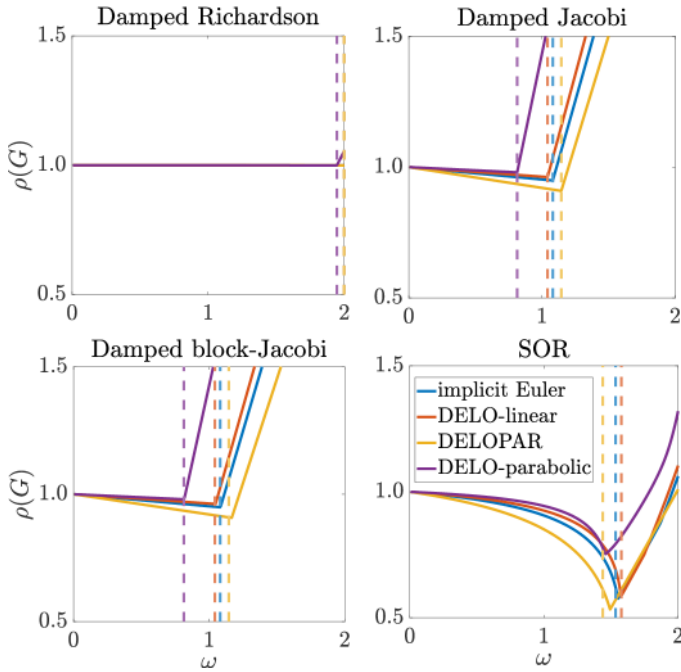 Damped Richardson
1.0
0.5
0
1
2
ρ(G)
Damped Jacobi
1.5
1.0
0.5
0
1
2
Damped block-Jacobi
1.5
1.0
0.5
0
1
2
ρ(G)
ω
SOR
1.5
1.0
0.5
0
1
2
ω
implicit Euler
DELO-linear
DELOPAR
DELO-parabolic